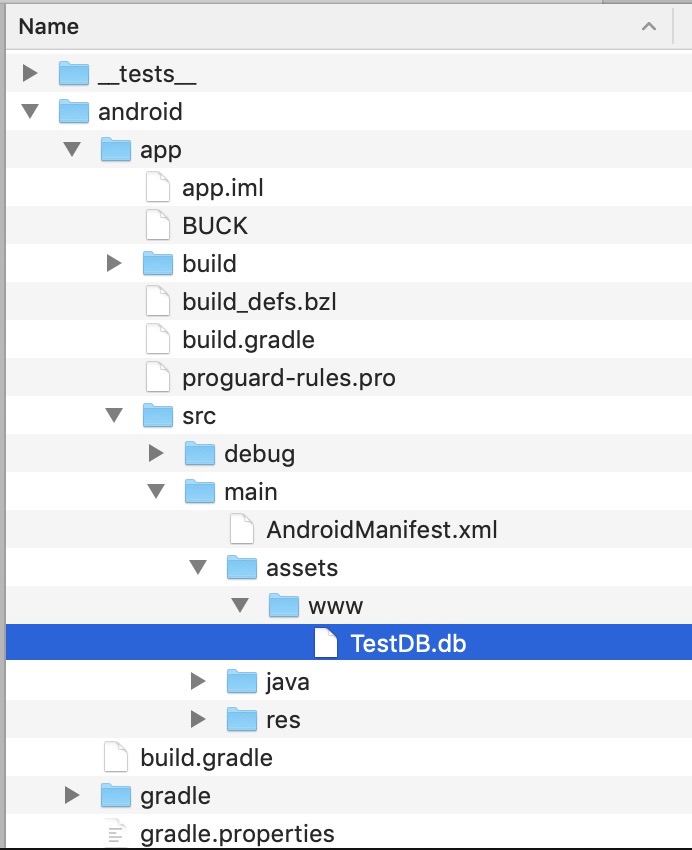 Name
__tests__
android
app
app.iml
BUCK
build
build_defs.bzl
build.gradle
proguard-rules.pro
src
debug
main
AndroidManifest.xml
assets
www
TestDB.db
java
res
build.gradle
gradle
gradle.properties